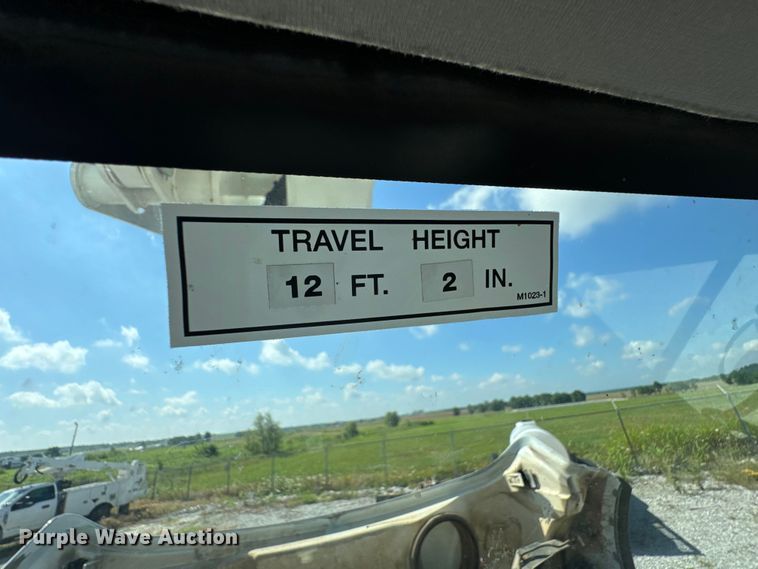 TRAVEL HEIGHT
12 FT. 2 IN.
M1023-1
Purple Wave Auction